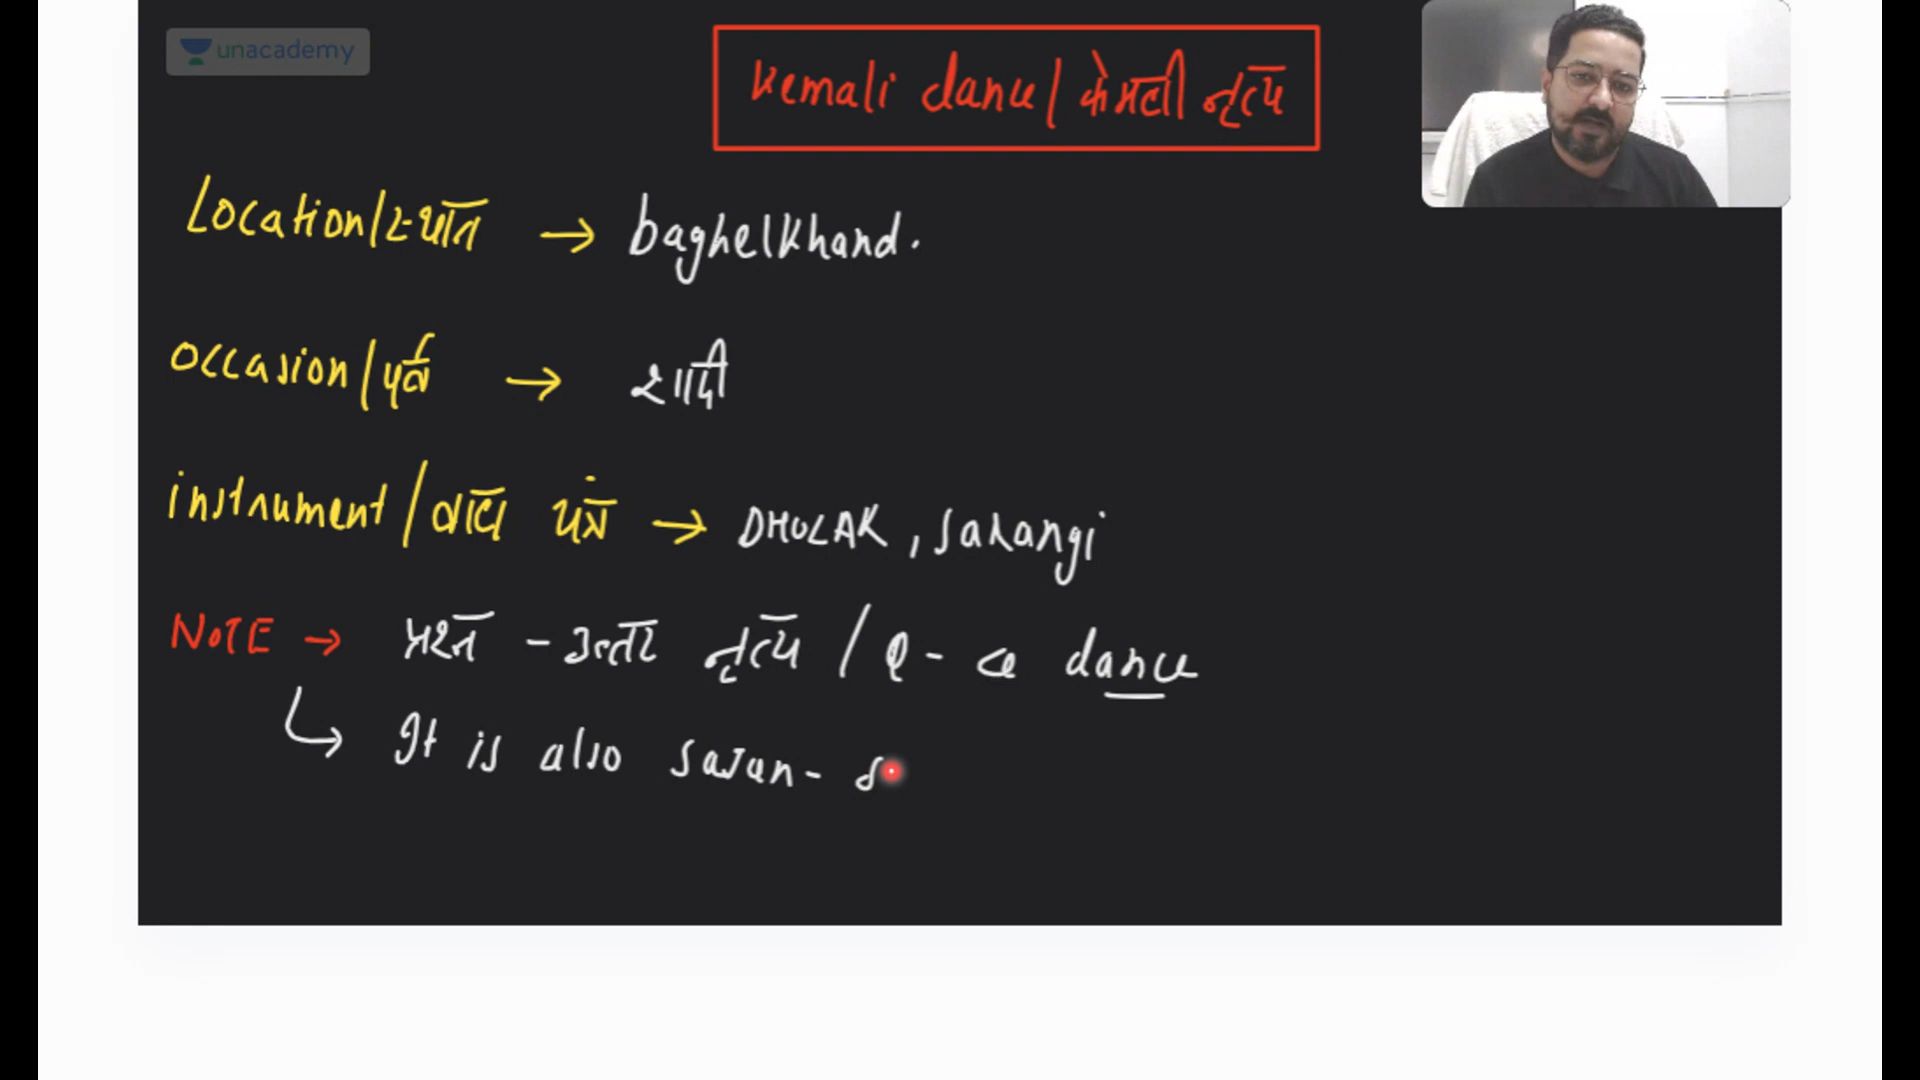 unacademy
Kemali dance / केमाली नृत्य
Location/स्थान → baghelkhand.
Occasion/पर्व → शादी
instrument / वाद्य यंत्र → DHOLAK, sarangi
NOTE → प्रश्न - उत्तर नृत्य / Q - a dance
↳ It is also sajan-